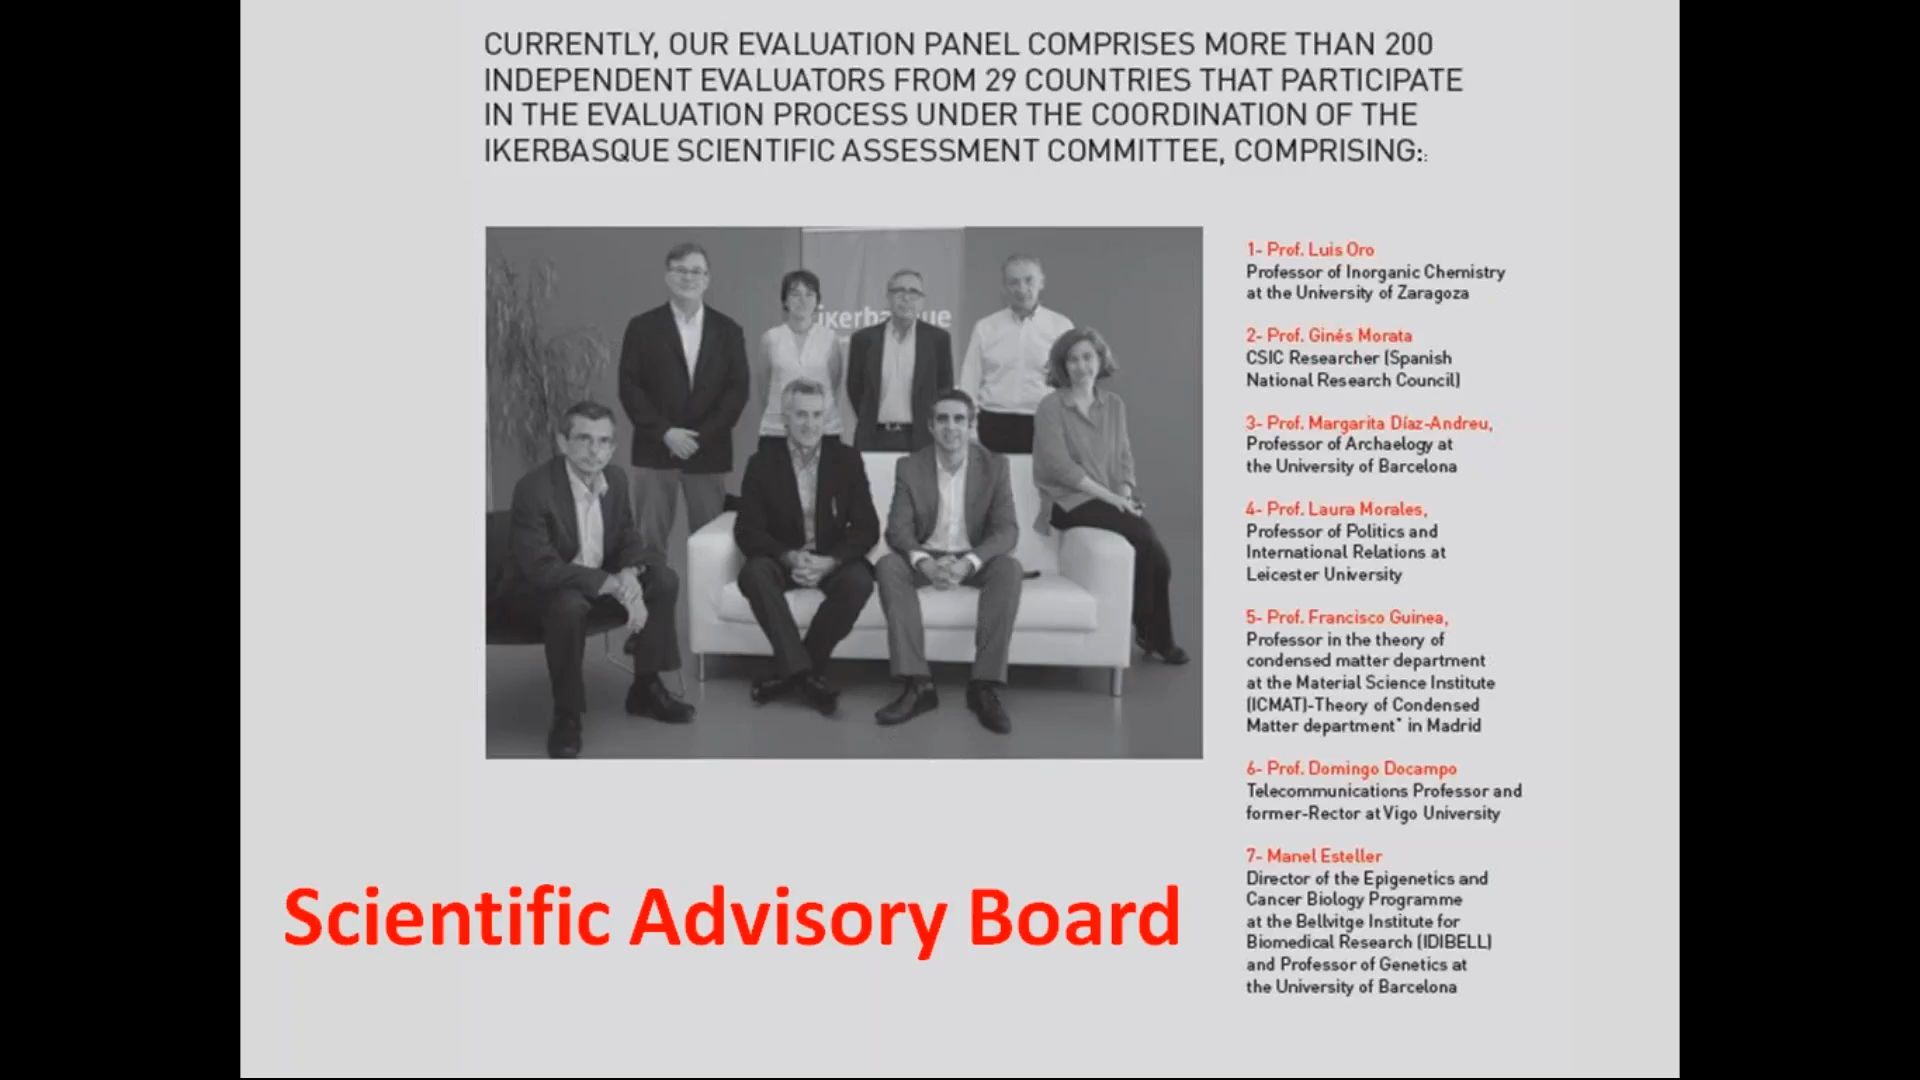 CURRENTLY, OUR EVALUATION PANEL COMPRISES MORE THAN 200
INDEPENDENT EVALUATORS FROM 29 COUNTRIES THAT PARTICIPATE
IN THE EVALUATION PROCESS UNDER THE COORDINATION OF THE
IKERBASQUE SCIENTIFIC ASSESSMENT COMMITTEE, COMPRISING::
1- Prof. Luis Oro
Professor of Inorganic Chemistry
at the University of Zaragoza
2- Prof. Ginés Morata
CSIC Researcher (Spanish
National Research Council)
3- Prof. Margarita Díaz-Andreu,
Professor of Archaelogy at
the University of Barcelona
4- Prof. Laura Morales,
Professor of Politics and
International Relations at
Leicester University
5- Prof. Francisco Guinea,
Professor in the theory of
condensed matter department
at the Material Science Institute
(ICMAT)-Theory of Condensed
Matter department" in Madrid
6- Prof. Domingo Docampo
Telecommunications Professor and
former-Rector at Vigo University
7- Manel Esteller
Director of the Epigenetics and
Cancer Biology Programme
at the Bellvitge Institute for
Biomedical Research (IDIBELL)
and Professor of Genetics at
the University of Barcelona
Scientific Advisory Board